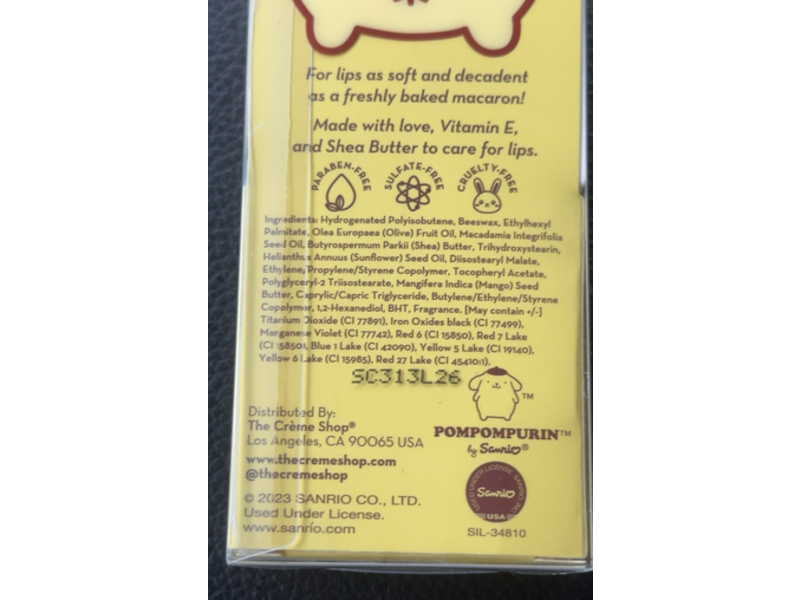 For lips as soft and decadent
as a freshly baked macaron!
Made with love, Vitamin E,
and Shea Butter to care for lips.
PARABEN-FREE SULFATE-FREE CRUELTY-FREE
Ingredients: Hydrogenated Polyisobutene, Beeswax, Ethylhexyl
Palmitate, Olea Europaea (Olive) Fruit Oil, Macadamia Integrifolia
Seed Oil, Butyrospermum Parkii (Shea) Butter, Trihydroxystearin,
Helianthus Annuus (Sunflower) Seed Oil, Diisostearyl Malate,
Ethylene/Propylene/Styrene Copolymer, Tocopheryl Acetate,
Polyglyceryl-2 Triisostearate, Mangifera Indica (Mango) Seed
Butter, Caprylic/Capric Triglyceride, Butylene/Ethylene/Styrene
Copolymer, 1,2-Hexanediol, BHT, Fragrance. [May contain +/-]
Titanium Dioxide (CI 77891), Iron Oxides black (CI 77499),
Manganese Violet (CI 77742), Red 6 (CI 15850), Red 7 Lake
(CI 15850), Blue 1 Lake (CI 42090), Yellow 5 Lake (CI 19140),
Yellow 6 Lake (CI 15985), Red 27 Lake (CI 45410:1).
SC313L26
TM
POMPOMPURIN™
by Sanrio®
Distributed By:
The Crème Shop®
Los Angeles, CA 90065 USA
www.thecremeshop.com
@thecremeshop
© 2023 SANRIO CO., LTD.
Used Under License.
www.sanrio.com
USED UNDER LICENSE SANRIO, INC.
Sanrio
USA
SIL-34810